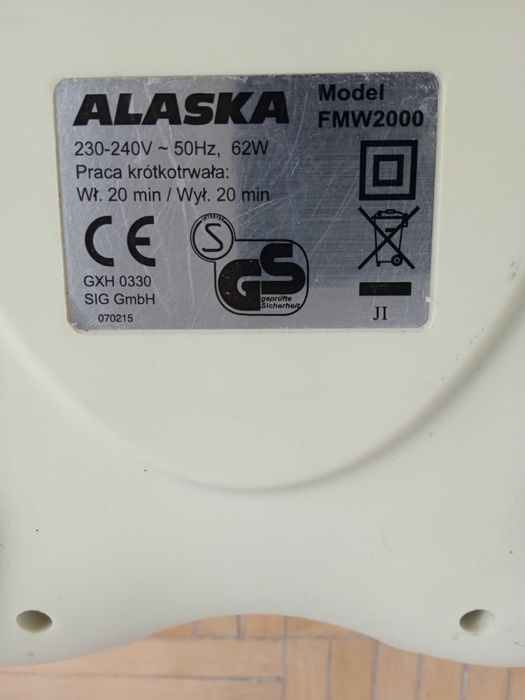 ALASKA
Model
FMW2000
230-240V ~ 50Hz, 62W
Praca krótkotrwała:
Wł. 20 min / Wył. 20 min
CE
INTERTEK
S
GS
geprüfte
Sicherheit
GXH 0330
SIG GmbH
070215
JI